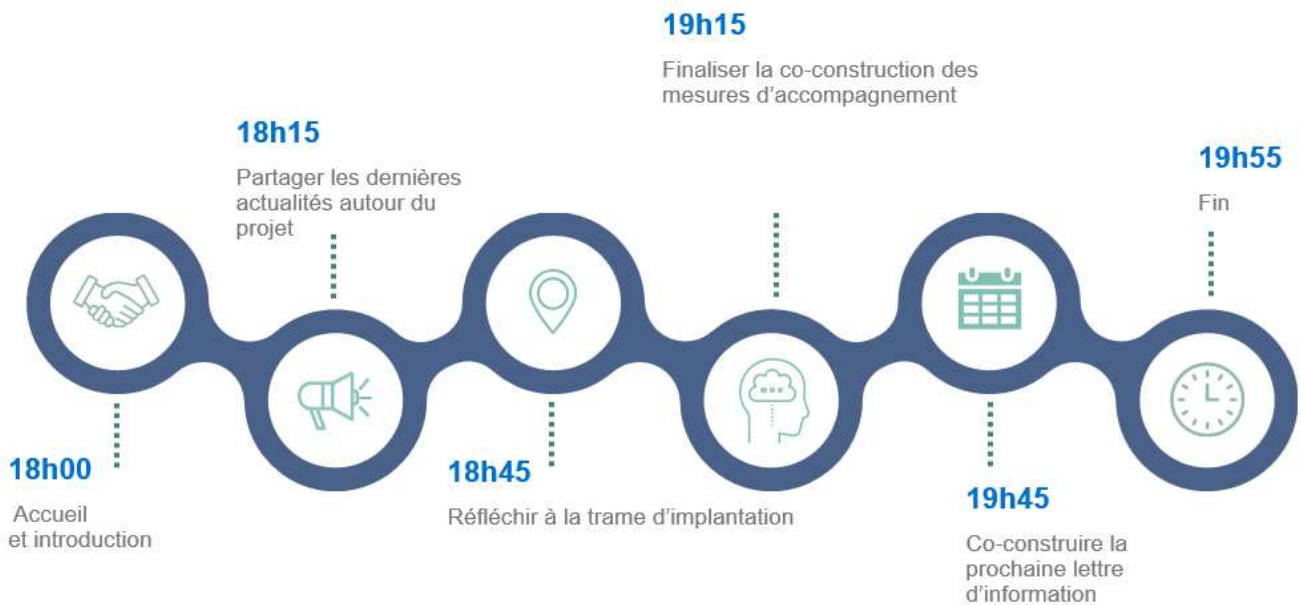 18h00
Accueil
et introduction
18h15
Partager les dernières
actualités autour du
projet
18h45
Réfléchir à la trame d'implantation
19h15
Finaliser la co-construction des
mesures d'accompagnement
19h45
Co-construire la
prochaine lettre
d'information
19h55
Fin